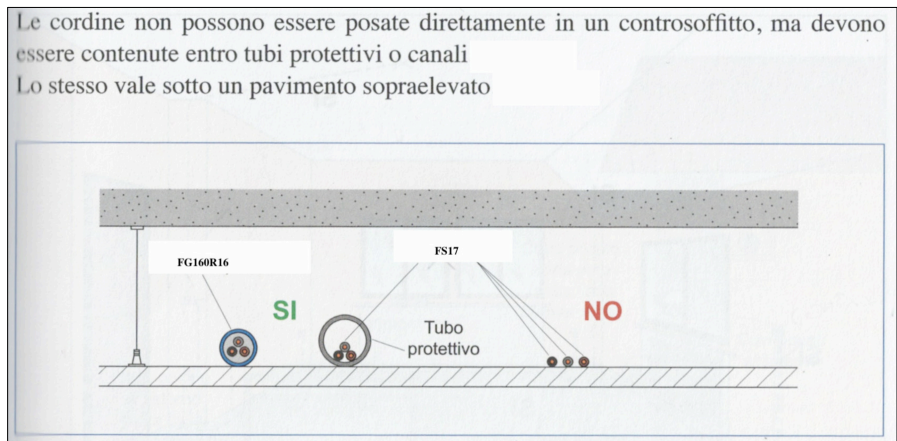 Le cordine non possono essere posate direttamente in un controsoffitto, ma devono
essere contenute entro tubi protettivi o canali
Lo stesso vale sotto un pavimento sopraelevato
FS17
FG160R16
SI
NO
Tubo
protettivo